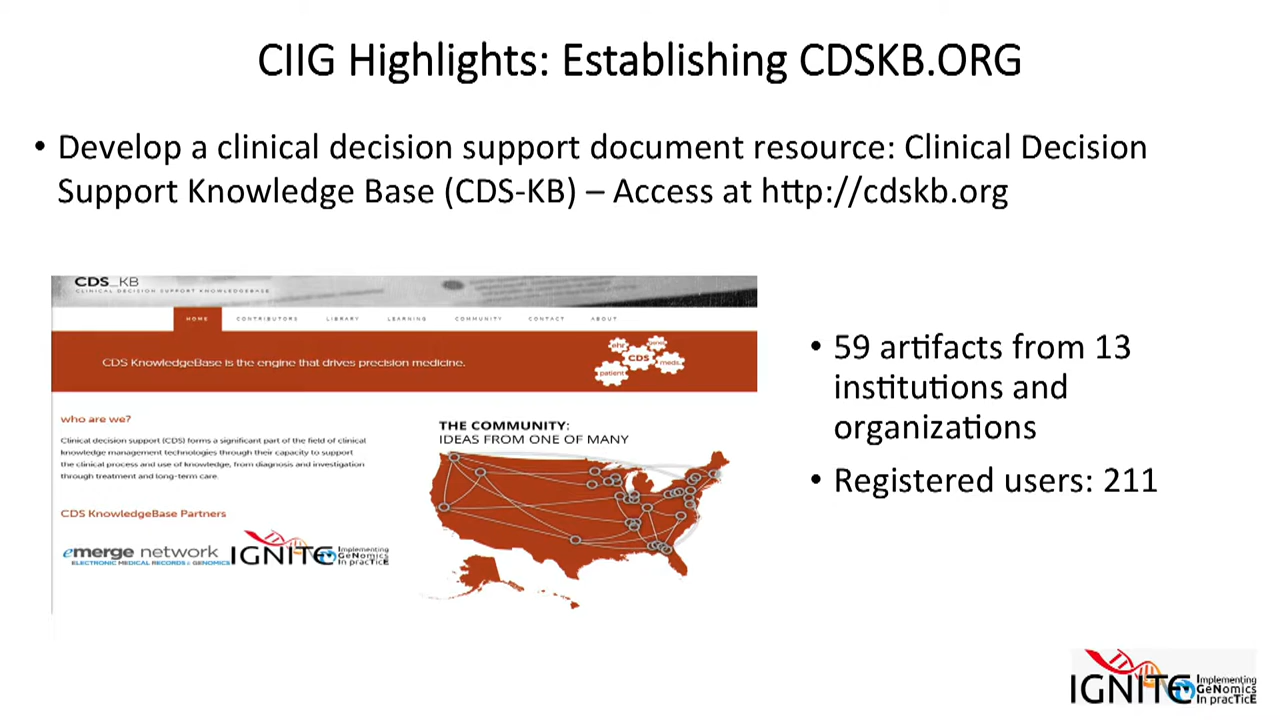 CIIG Highlights: Establishing CDSKB.ORG
• Develop a clinical decision support document resource: Clinical Decision
Support Knowledge Base (CDS-KB) – Access at http://cdskb.org
CDS_KB
CLINICAL DECISION SUPPORT KNOWLEDGEBASE
HOME CONTRIBUTORS LIBRARY LEARNING COMMUNITY CONTACT ABOUT
CDS KnowledgeBase is the engine that drives precision medicine.
ehr
genes
CDS
meds
patient
who are we?
Clinical decision support (CDS) forms a significant part of the field of clinical
knowledge management technologies through their capacity to support
the clinical process and use of knowledge, from diagnosis and investigation
through treatment and long-term care.
CDS KnowledgeBase Partners
emerge network
ELECTRONIC MEDICAL RECORDS & GENOMICS
IGNITE
Implementing
GeNomics
In pracTicE
THE COMMUNITY:
IDEAS FROM ONE OF MANY
• 59 artifacts from 13
institutions and
organizations
• Registered users: 211
IGNITE
Implementing
GeNomics
In pracTicE